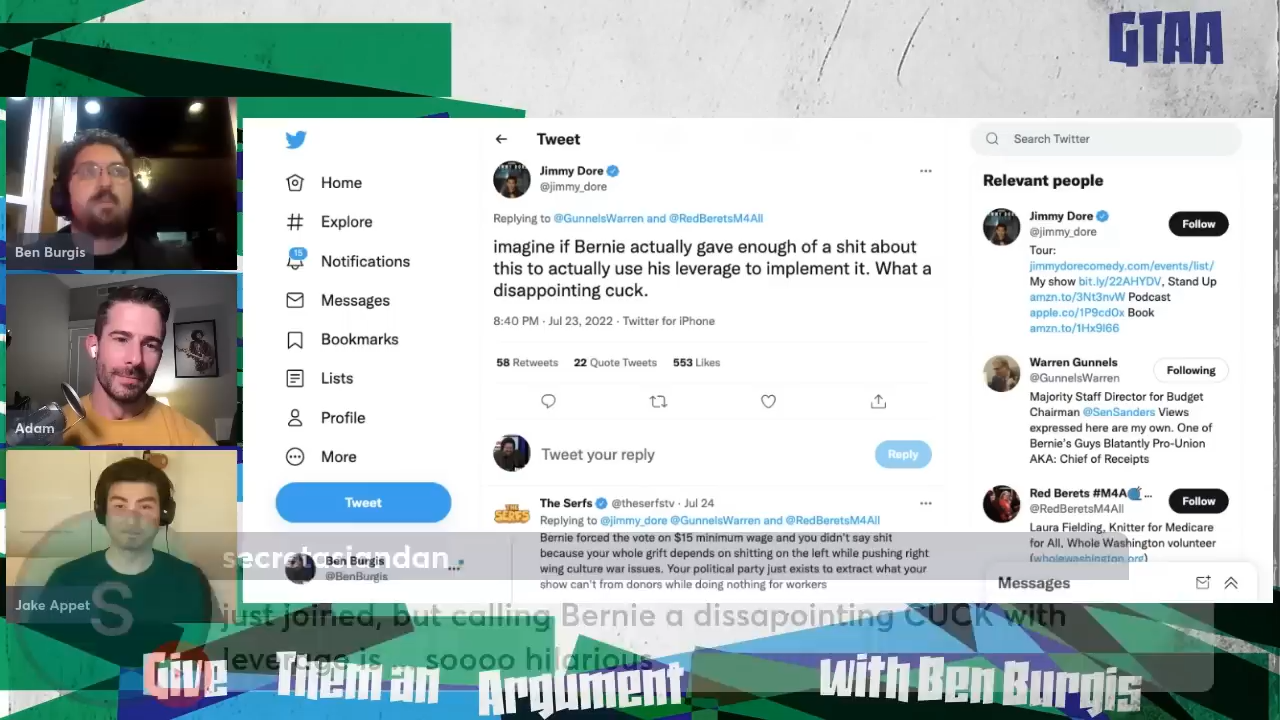 GTAA
Ben Burgis
Adam
Jake Appet
Home
Explore
15
Notifications
Messages
Bookmarks
Lists
Profile
More
Tweet
Ben Burgis
@BenBurgis
Tweet
Jimmy Dore
@jimmy_dore
Replying to @GunnelsWarren and @RedBeretsM4All
imagine if Bernie actually gave enough of a shit about
this to actually use his leverage to implement it. What a
disappointing cuck.
8:40 PM · Jul 23, 2022 · Twitter for iPhone
58 Retweets 22 Quote Tweets 553 Likes
Tweet your reply
Reply
THE SERFS
The Serfs @theserfstv · Jul 24
Replying to @jimmy_dore @GunnelsWarren and @RedBeretsM4All
Bernie forced the vote on $15 minimum wage and you didn't say shit
because your whole grift depends on shitting on the left while pushing right
wing culture war issues. Your political party just exists to extract what your
show can't from donors while doing nothing for workers
Search Twitter
Relevant people
Jimmy Dore
@jimmy_dore
Follow
Tour:
jimmydorecomedy.com/events/list/
My show bit.ly/22AHYDV, Stand Up
amzn.to/3Nt3nvW Podcast
apple.co/1P9cd0x Book
amzn.to/1Hx9I66
Warren Gunnels
@GunnelsWarren
Following
Majority Staff Director for Budget
Chairman @SenSanders Views
expressed here are my own. One of
Bernie's Guys Blatantly Pro-Union
AKA: Chief of Receipts
Red Berets #M4A ...
@RedBeretsM4All
Follow
Laura Fielding, Knitter for Medicare
for All, Whole Washington volunteer
(wholewashington.org)
Messages
S
secretasiandan
just joined, but calling Bernie a dissapointing CUCK with
leverage is... soooo hilarious
Give Them an Argument with Ben Burgis